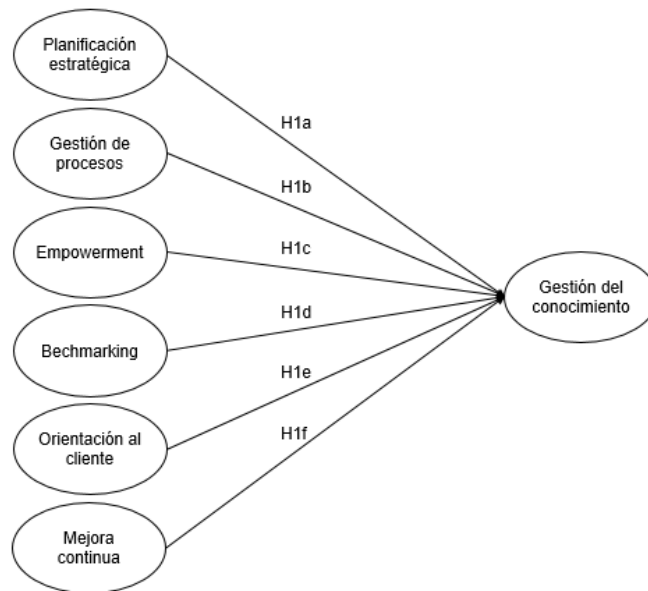 Planificación
estratégica
H1a
Gestión de
procesos
H1b
Empowerment
H1c
Gestión del
conocimiento
H1d
Bechmarking
H1e
Orientación al
cliente
H1f
Mejora
continua